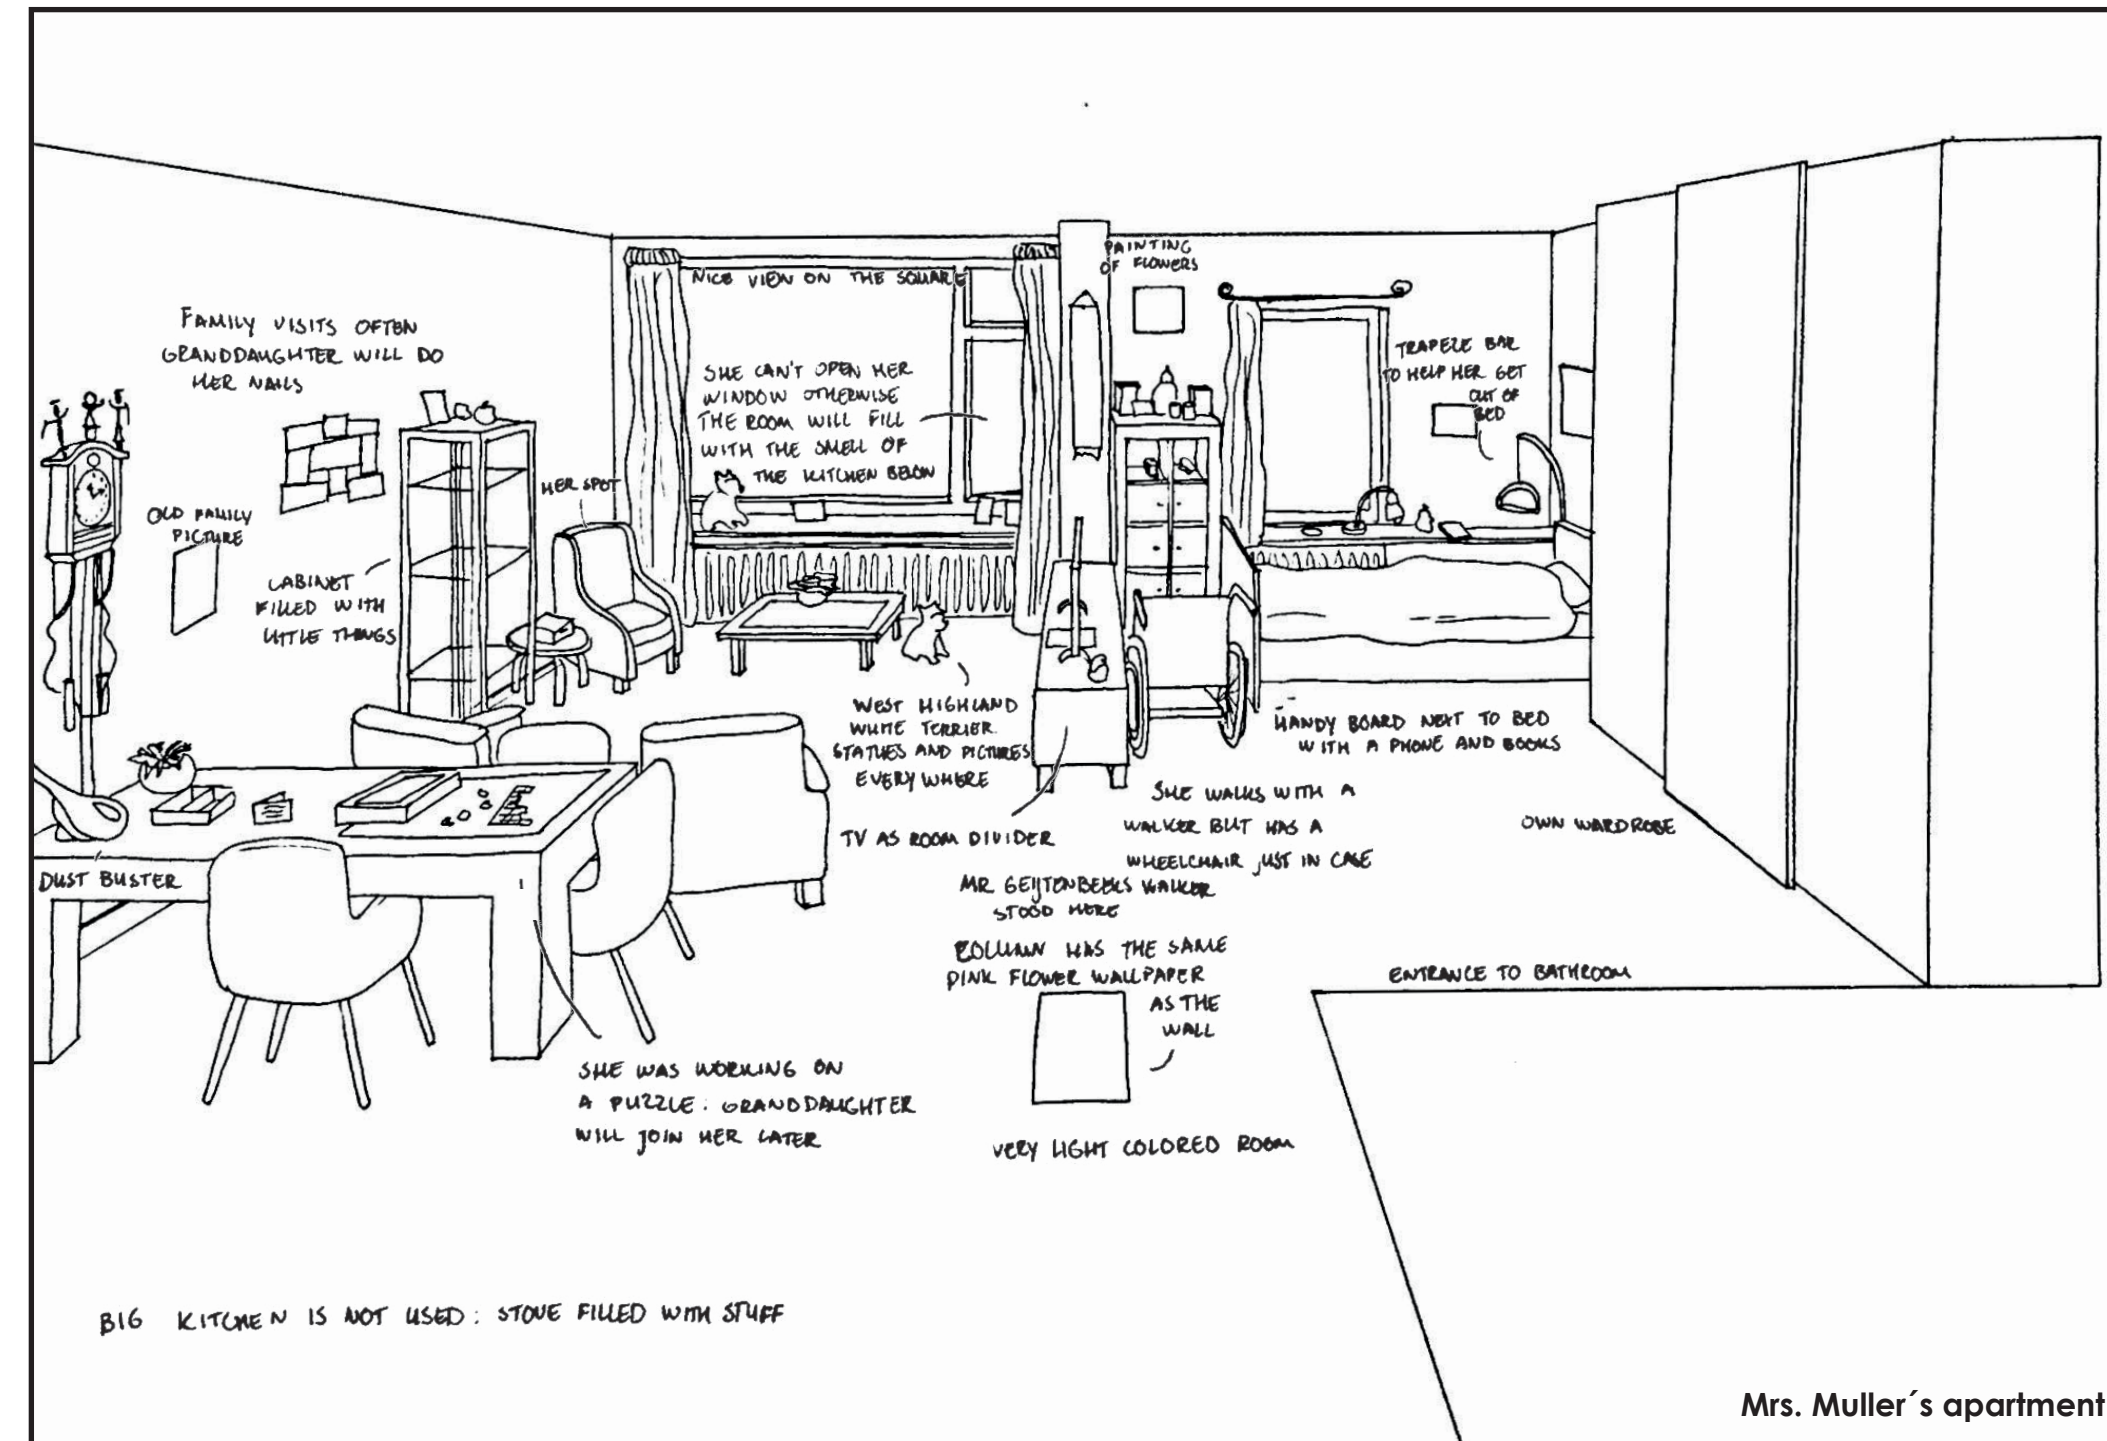 PAINTING
OF FLOWERS
NICE VIEW ON THE SQUARE
FAMILY VISITS OFTEN
GRANDDAUGHTER WILL DO
HER NAILS
SHE CAN'T OPEN HER
WINDOW OTHERWISE
THE ROOM WILL FILL
WITH THE SMELL OF
THE KITCHEN BELOW
TRAPEZE BAR
TO HELP HER GET
OUT OF
BED
HER SPOT
OLD FAMILY
PICTURE
CABINET
FILLED WITH
LITTLE THINGS
WEST HIGHLAND
WHITE TERRIER.
STATUES AND PICTURES
EVERYWHERE
HANDY BOARD NEXT TO BED
WITH A PHONE AND BOOKS
TV AS ROOM DIVIDER
SHE WALKS WITH A
WALKER BUT HAS A
WHEELCHAIR JUST IN CASE
OWN WARDROBE
DUST BUSTER
MR GEIJTENBEEKS WALKER
STOOD HERE
COLUMN HAS THE SAME
PINK FLOWER WALLPAPER
AS THE
WALL
ENTRANCE TO BATHROOM
SHE WAS WORKING ON
A PUZZLE: GRANDDAUGHTER
WILL JOIN HER LATER
VERY LIGHT COLORED ROOM
BIG KITCHEN IS NOT USED: STOVE FILLED WITH STUFF
Mrs. Muller´s apartment